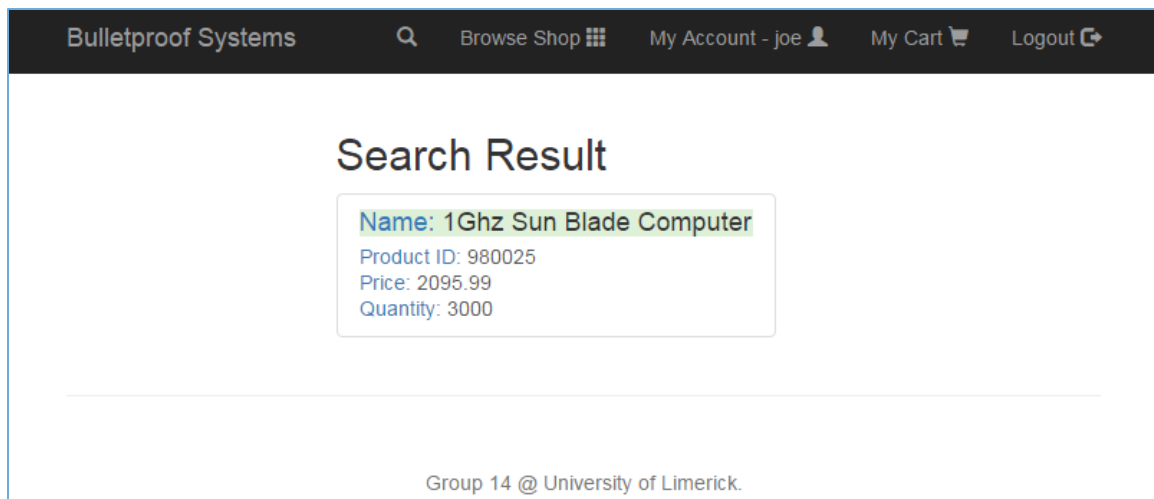 Bulletproof Systems Browse Shop My Account - joe My Cart Logout
Search Result
Name: 1Ghz Sun Blade Computer
Product ID: 980025
Price: 2095.99
Quantity: 3000
Group 14 @ University of Limerick.